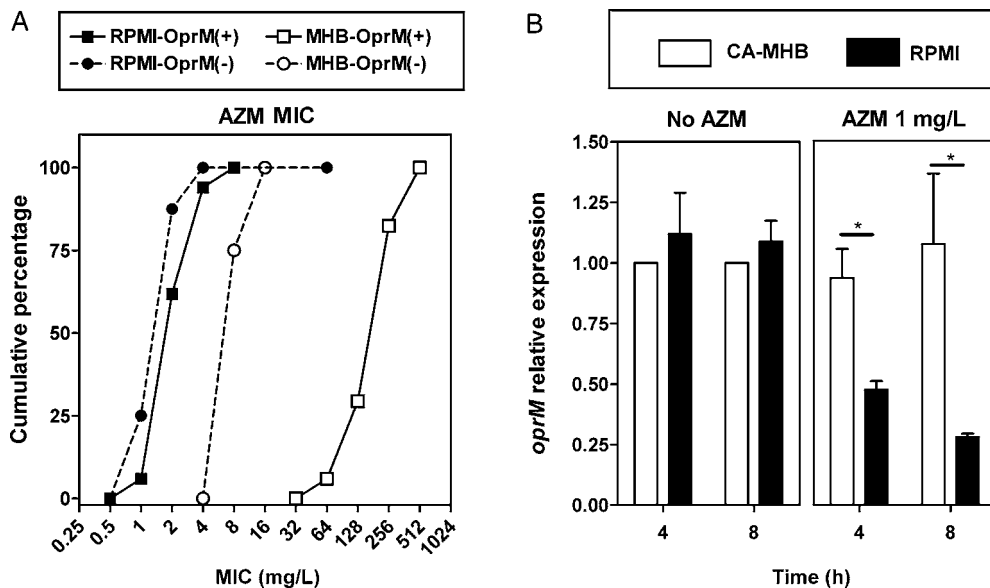 A
RPMI-OprM(+) MHB-OprM(+)
RPMI-OprM(-) MHB-OprM(-)
AZM MIC
Cumulative percentage
100
75
50
25
0
0.25 0.5 1 2 4 8 16 32 64 128 256 512 1024
MIC (mg/L)
B
CA-MHB RPMI
No AZM AZM 1 mg/L
oprM relative expression
1.50
1.25
1.00
0.75
0.50
0.25
0.00
* *
4 8 4 8
Time (h)